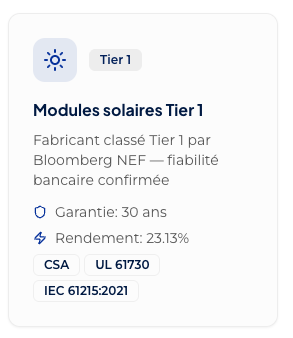 Tier 1
Modules solaires Tier 1
Fabricant classé Tier 1 par
Bloomberg NEF — fiabilité
bancaire confirmée
Garantie: 30 ans
Rendement: 23.13%
CSA UL 61730
IEC 61215:2021